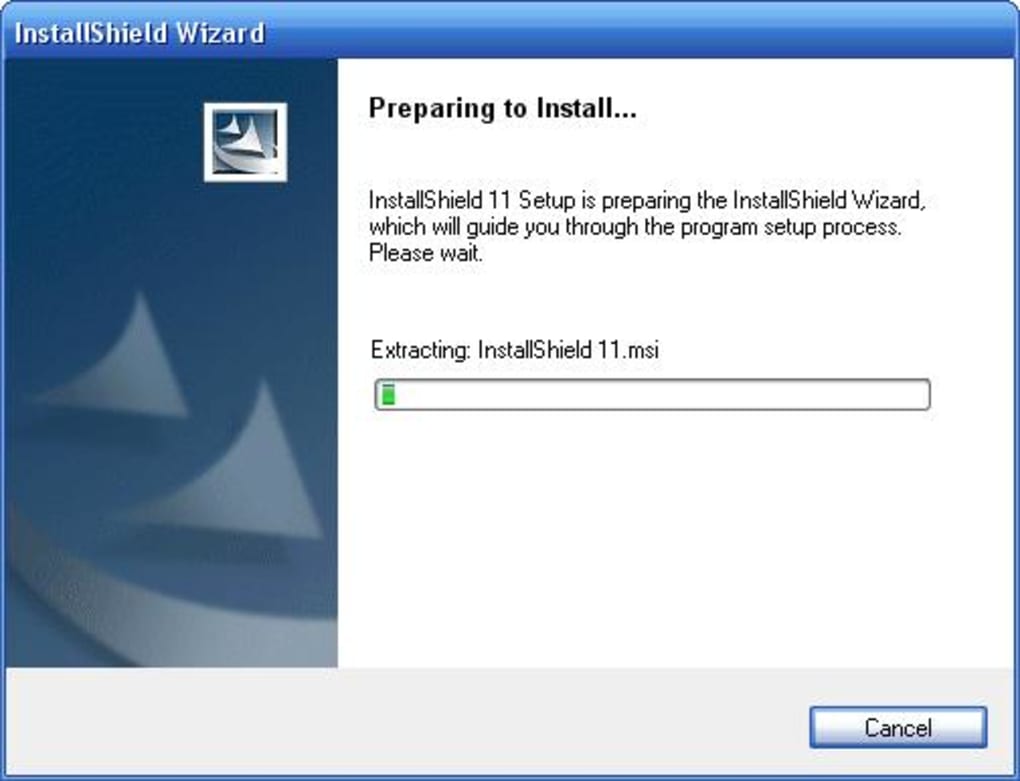 InstallShield Wizard
Preparing to Install...
InstallShield 11 Setup is preparing the InstallShield Wizard,
which will guide you through the program setup process.
Please wait.
Extracting: InstallShield 11.msi
Cancel